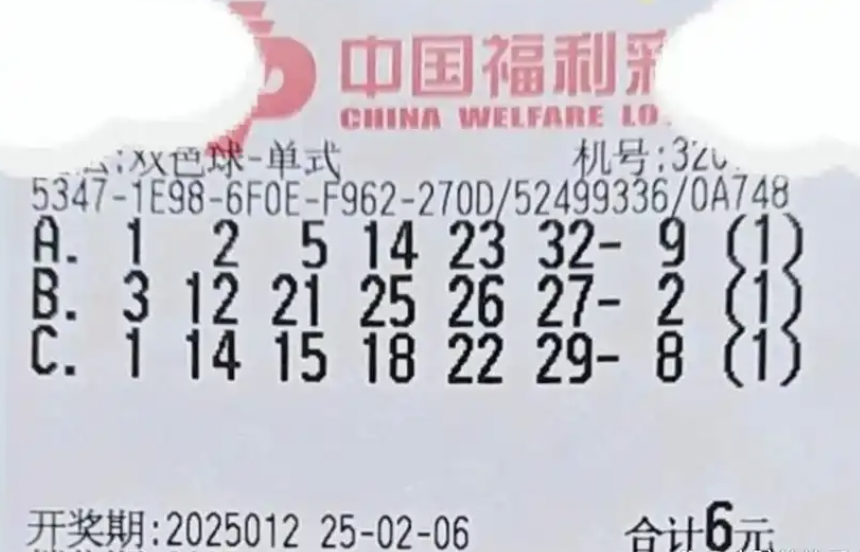 中国福利彩
CHINA WELFARE LO
:双色球-单式 机号:320
5347-1E98-6F0E-F962-270D/52499336/0A748
A. 1 2 5 14 23 32- 9 (1)
B. 3 12 21 25 26 27- 2 (1)
C. 1 14 15 18 22 29- 8 (1)
开奖期:2025012 25-02-06 合计6元